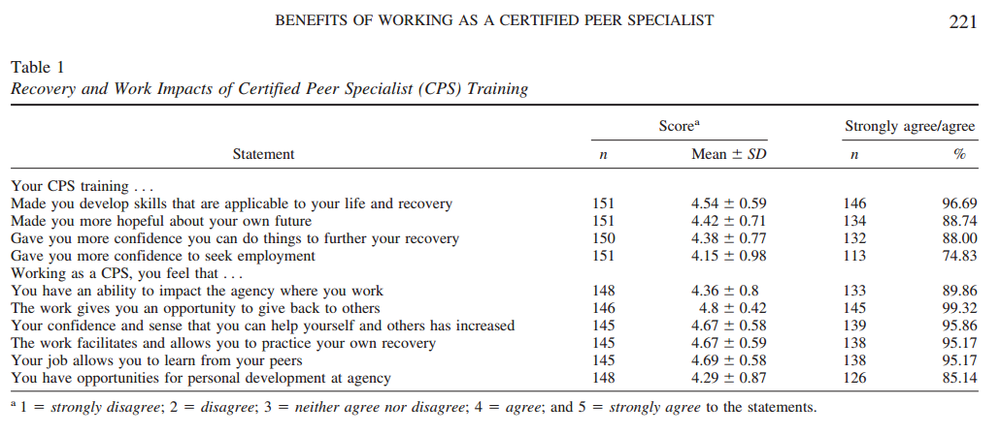 BENEFITS OF WORKING AS A CERTIFIED PEER SPECIALIST 221
Table 1
Recovery and Work Impacts of Certified Peer Specialist (CPS) Training
Scoreᵃ Strongly agree/agree
Statement n Mean ± SD n %
Your CPS training . . .
Made you develop skills that are applicable to your life and recovery 151 4.54 ± 0.59 146 96.69
Made you more hopeful about your own future 151 4.42 ± 0.71 134 88.74
Gave you more confidence you can do things to further your recovery 150 4.38 ± 0.77 132 88.00
Gave you more confidence to seek employment 151 4.15 ± 0.98 113 74.83
Working as a CPS, you feel that . . .
You have an ability to impact the agency where you work 148 4.36 ± 0.8 133 89.86
The work gives you an opportunity to give back to others 146 4.8 ± 0.42 145 99.32
Your confidence and sense that you can help yourself and others has increased 145 4.67 ± 0.58 139 95.86
The work facilitates and allows you to practice your own recovery 145 4.67 ± 0.59 138 95.17
Your job allows you to learn from your peers 145 4.69 ± 0.58 138 95.17
You have opportunities for personal development at agency 148 4.29 ± 0.87 126 85.14
ᵃ 1 = strongly disagree; 2 = disagree; 3 = neither agree nor disagree; 4 = agree; and 5 = strongly agree to the statements.